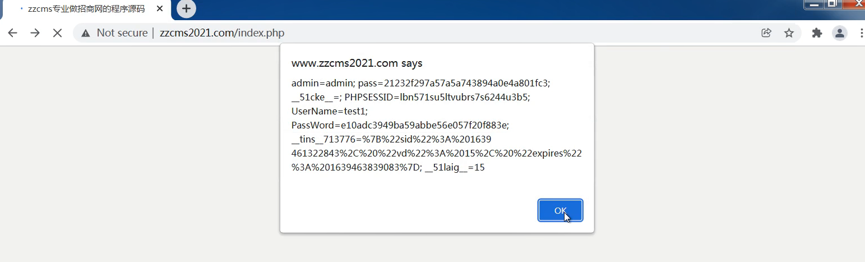 · zzcms专业做招商网的程序源码
Not secure | zzcms2021.com/index.php
www.zzcms2021.com says
admin=admin; pass=21232f297a57a5a743894a0e4a801fc3;
__51cke__=; PHPSESSID=lbn571su5ltvubrs7s6244u3b5;
UserName=test1;
PassWord=e10adc3949ba59abbe56e057f20f883e;
__tins__713776=%7B%22sid%22%3A%201639
461322843%2C%20%22vd%22%3A%2015%2C%20%22expires%22
%3A%201639463839083%7D; __51laig__=15
OK